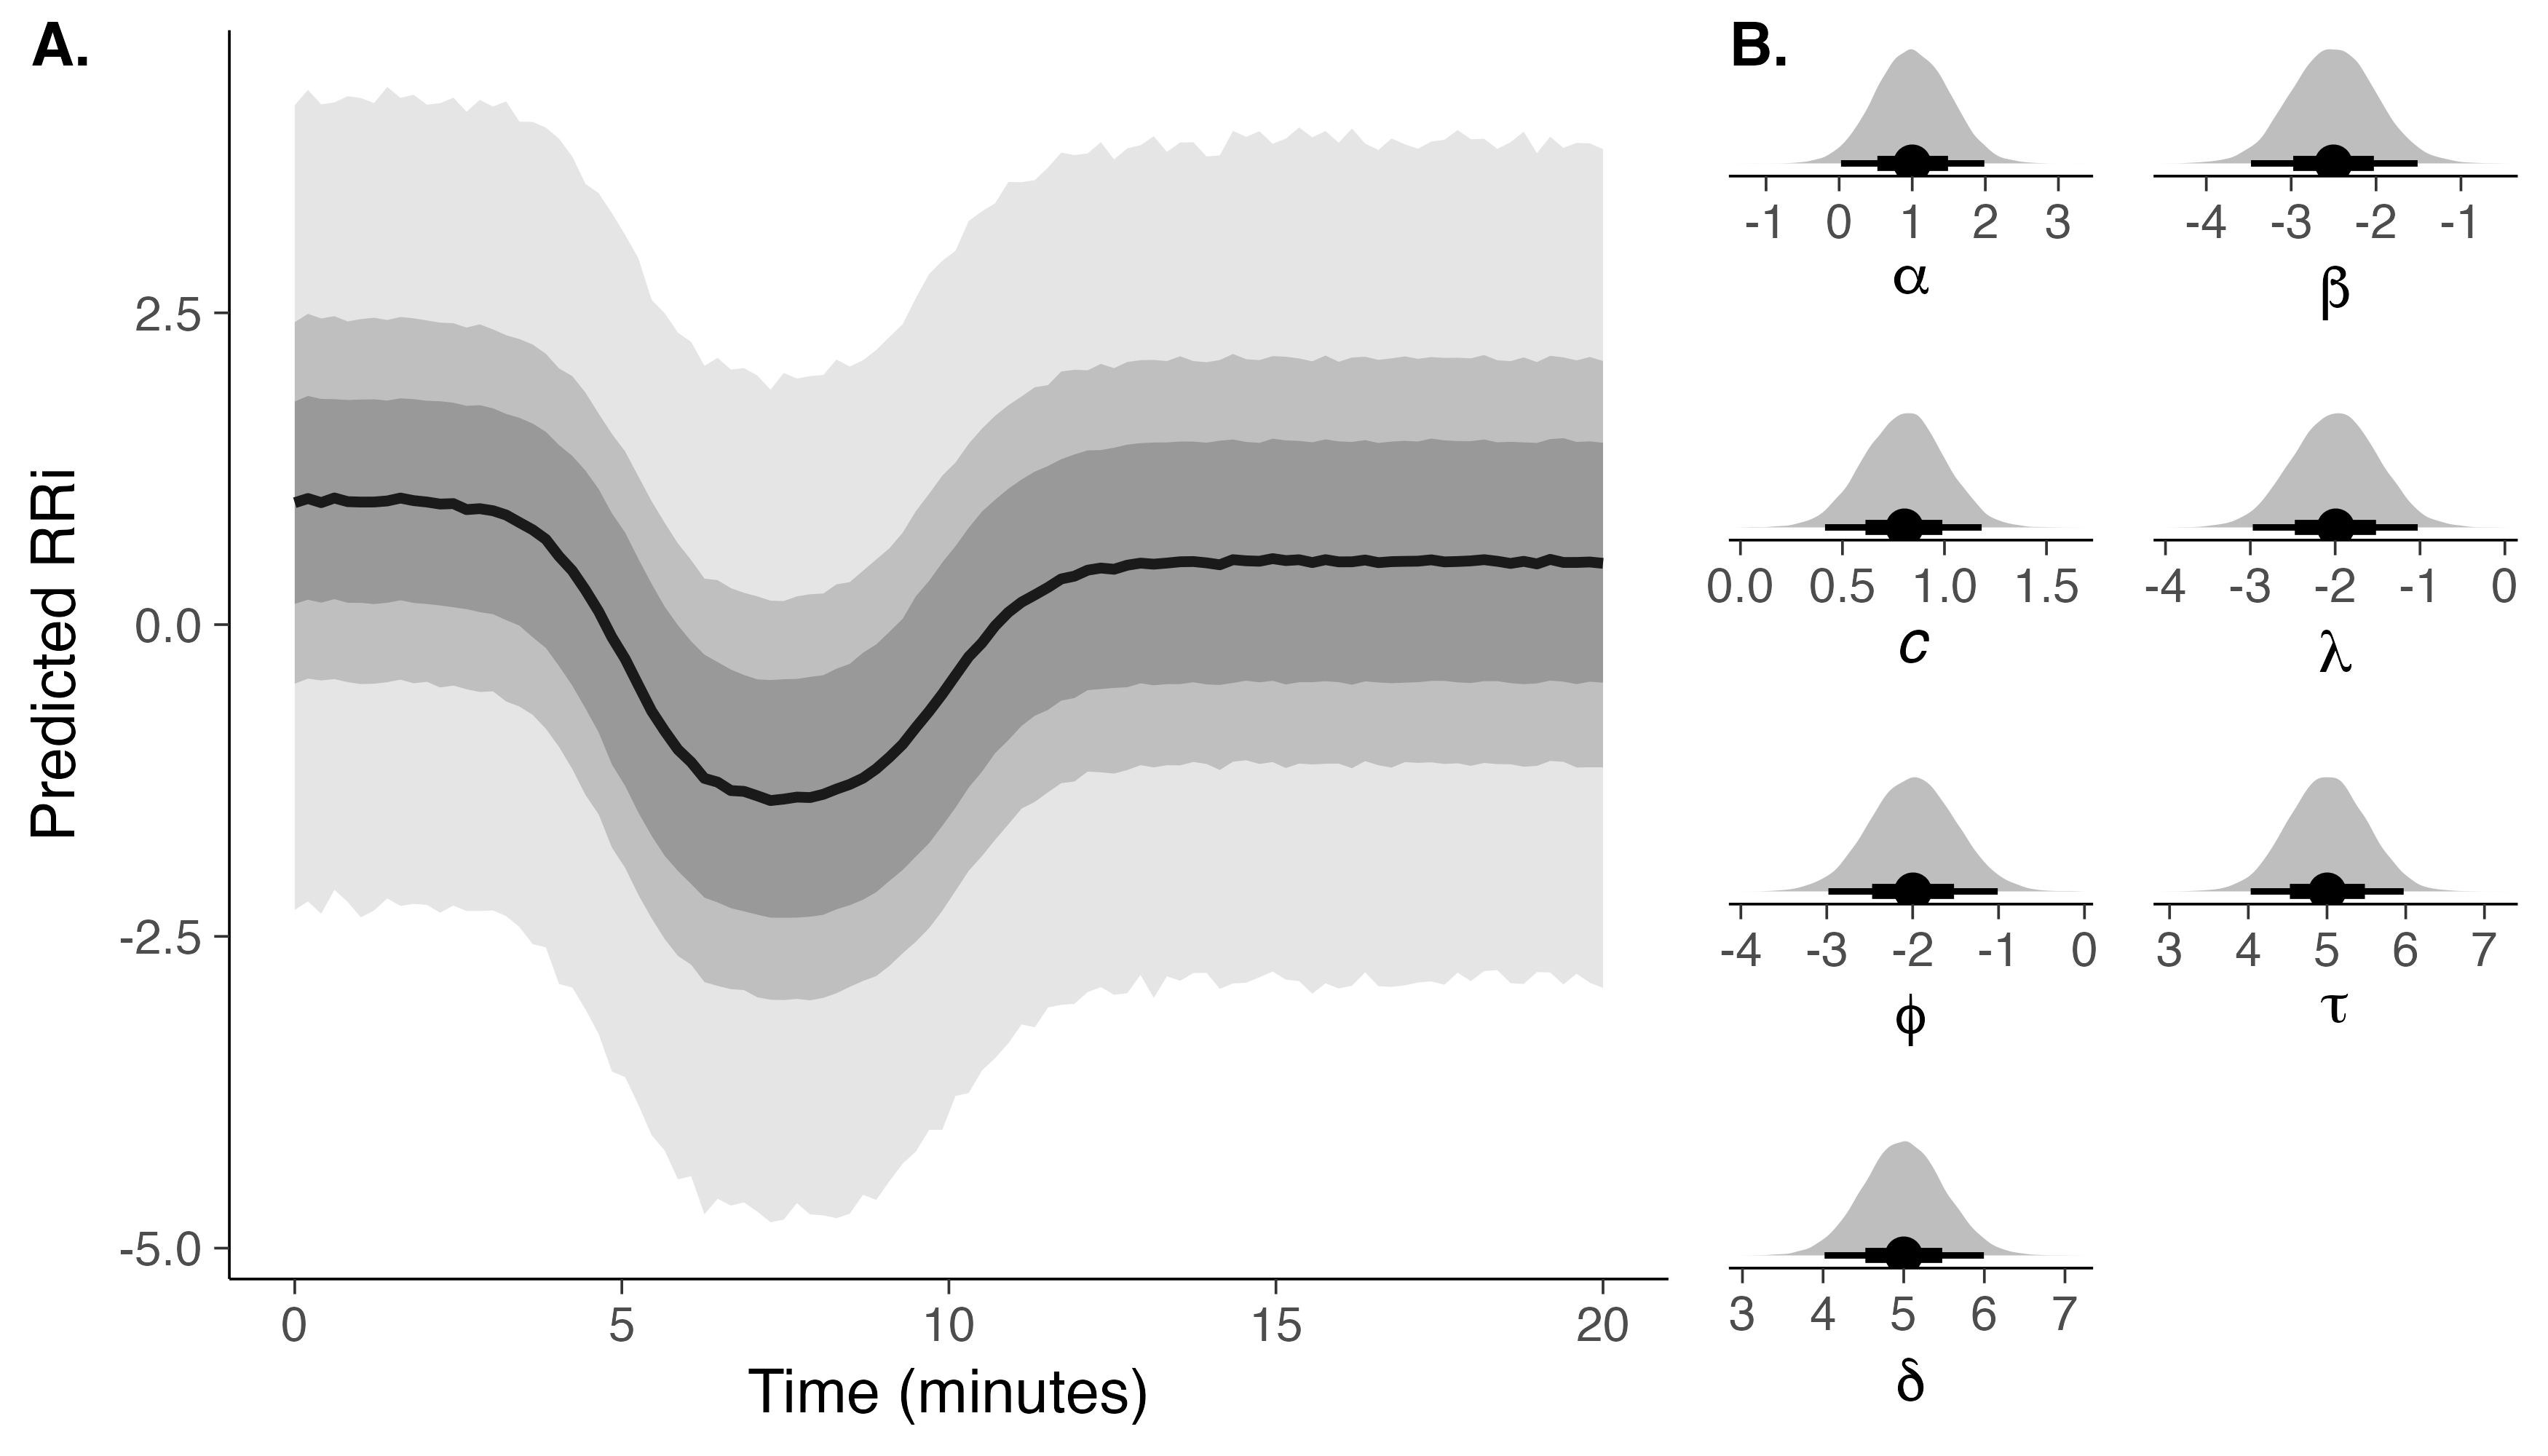 A.
Predicted RRi
2.5
0.0
-2.5
-5.0
0 5 10 15 20
Time (minutes)
B.
-1 0 1 2 3
α
-4 -3 -2 -1
β
0.0 0.5 1.0 1.5
c
-4 -3 -2 -1 0
λ
-4 -3 -2 -1 0
ϕ
3 4 5 6 7
τ
3 4 5 6 7
δ